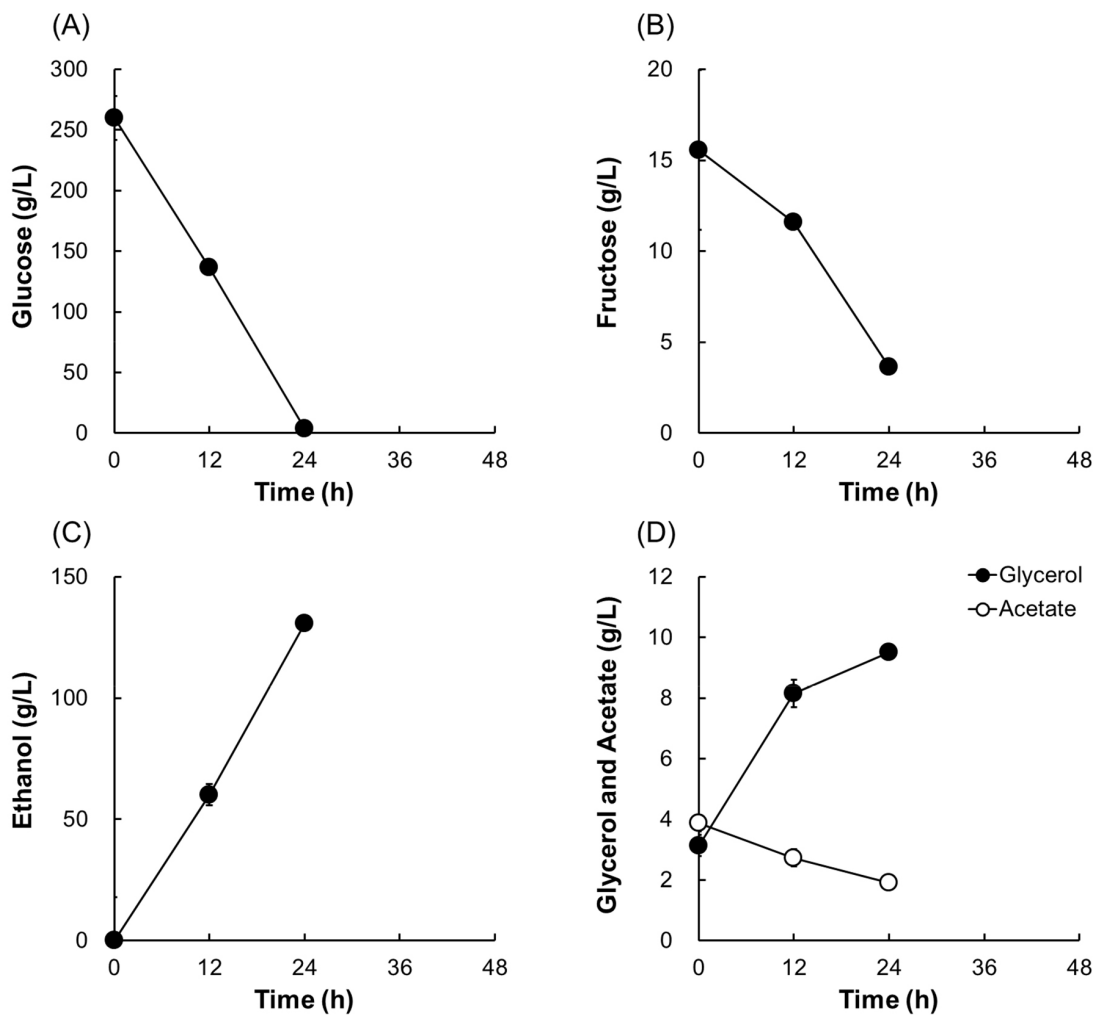 (A)
300
250
200
150
100
50
0
Glucose (g/L)
0 12 24 36 48
Time (h)
(B)
20
15
10
5
0
Fructose (g/L)
0 12 24 36 48
Time (h)
(C)
150
100
50
0
Ethanol (g/L)
0 12 24 36 48
Time (h)
(D)
12
10
8
6
4
2
0
Glycerol and Acetate (g/L)
Glycerol
Acetate
0 12 24 36 48
Time (h)